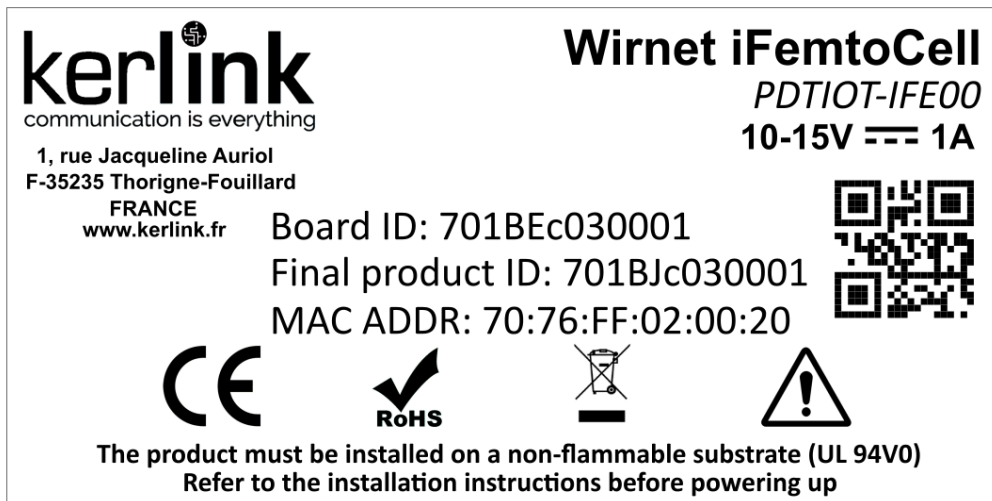 kerlink
communication is everything
1, rue Jacqueline Auriol
F-35235 Thorigne-Fouillard
FRANCE
www.kerlink.fr
Wirnet iFemtoCell
PDTIOT-IFE00
10-15V ⎓ 1A
Board ID: 701BEc030001
Final product ID: 701BJc030001
MAC ADDR: 70:76:FF:02:00:20
CE
RoHS
The product must be installed on a non-flammable substrate (UL 94V0)
Refer to the installation instructions before powering up